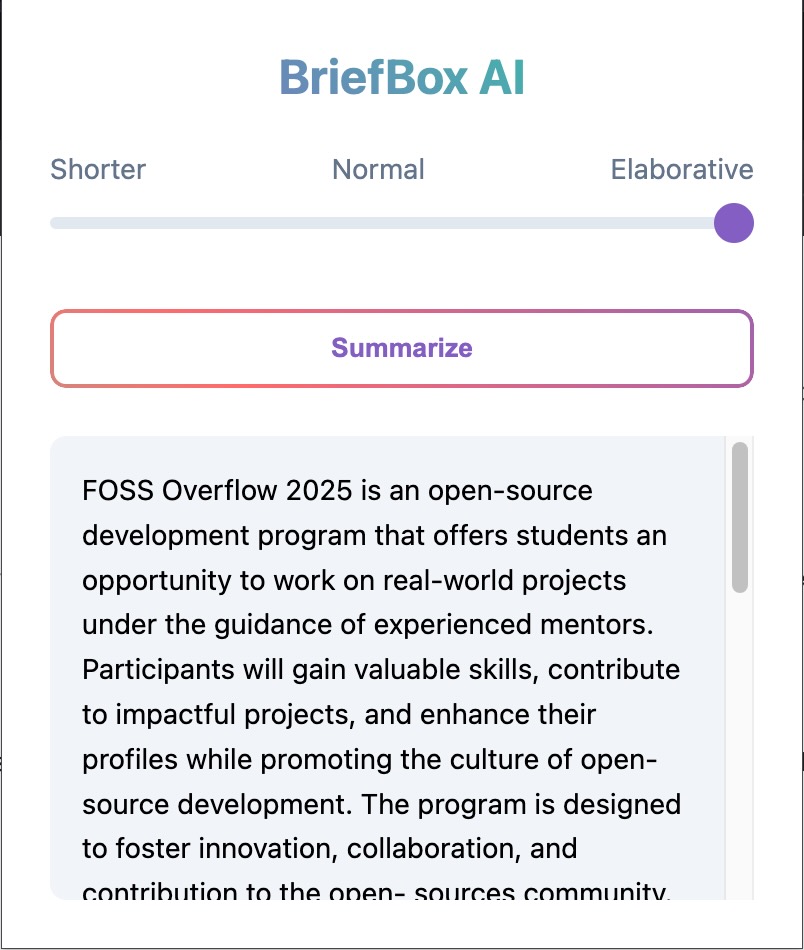 BriefBox AI
Shorter Normal Elaborative
Summarize
FOSS Overflow 2025 is an open-source
development program that offers students an
opportunity to work on real-world projects
under the guidance of experienced mentors.
Participants will gain valuable skills, contribute
to impactful projects, and enhance their
profiles while promoting the culture of open-
source development. The program is designed
to foster innovation, collaboration, and
contribution to the open- sources community.